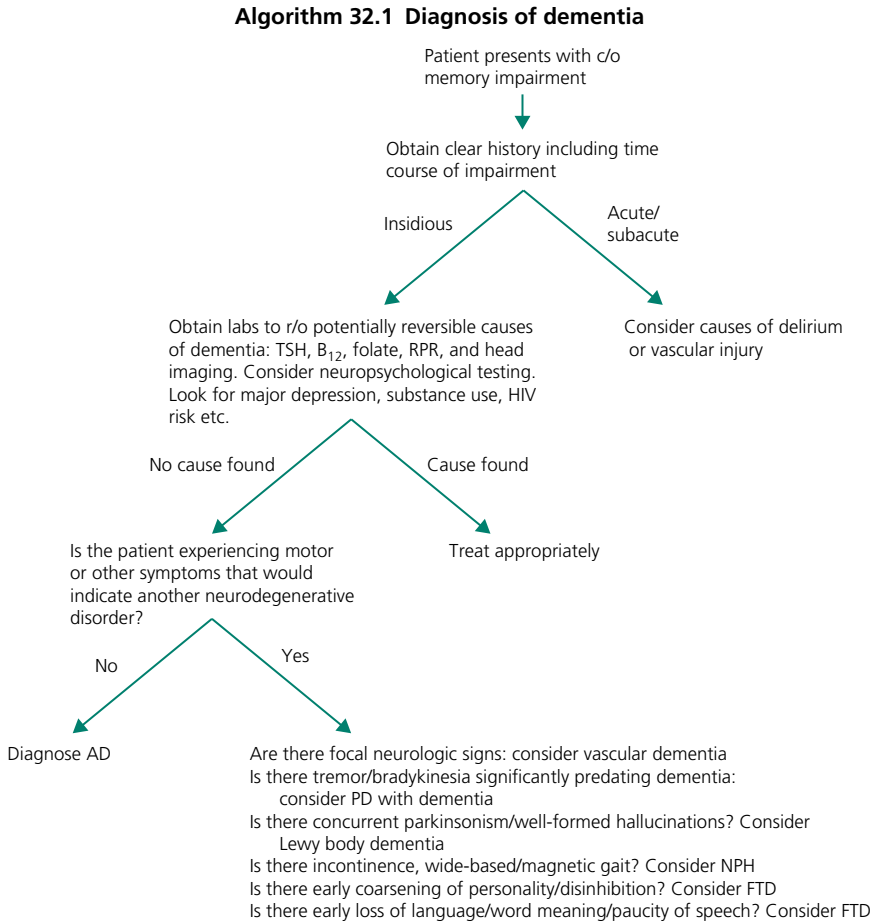 Algorithm 32.1 Diagnosis of dementia
Patient presents with c/o
memory impairment
Obtain clear history including time
course of impairment
Insidious
Acute/
subacute
Obtain labs to r/o potentially reversible causes
of dementia: TSH, B12, folate, RPR, and head
imaging. Consider neuropsychological testing.
Look for major depression, substance use, HIV
risk etc.
Consider causes of delirium
or vascular injury
No cause found
Cause found
Is the patient experiencing motor
or other symptoms that would
indicate another neurodegenerative
disorder?
Treat appropriately
No
Yes
Diagnose AD
Are there focal neurologic signs: consider vascular dementia
Is there tremor/bradykinesia significantly predating dementia:
consider PD with dementia
Is there concurrent parkinsonism/well-formed hallucinations? Consider
Lewy body dementia
Is there incontinence, wide-based/magnetic gait? Consider NPH
Is there early coarsening of personality/disinhibition? Consider FTD
Is there early loss of language/word meaning/paucity of speech? Consider FTD